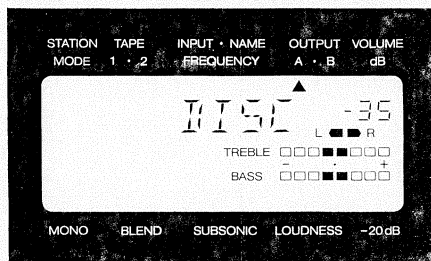 STATION TAPE INPUT · NAME OUTPUT VOLUME
MODE 1 · 2 FREQUENCY A · B dB
DISC -35
L R
TREBLE
- · +
BASS
MONO BLEND SUBSONIC LOUDNESS -20dB